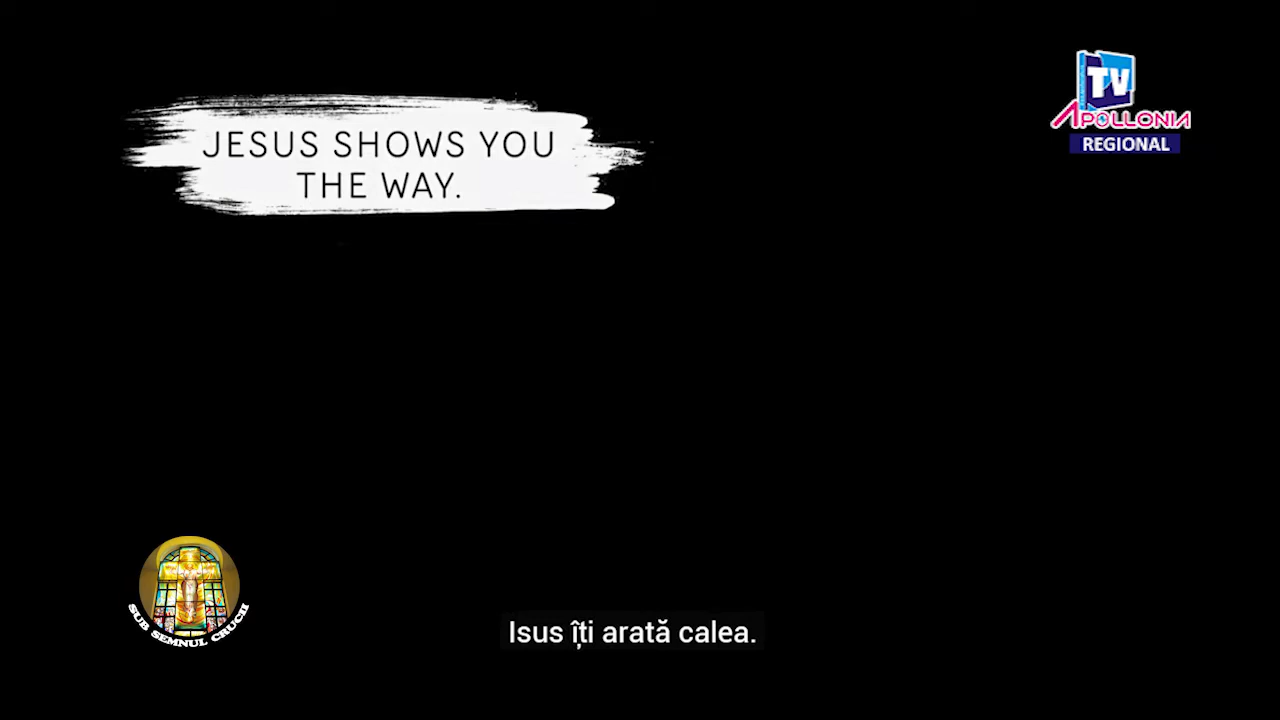 JESUS SHOWS YOU
THE WAY.
TV
APOLLONIA
REGIONAL
SUB SEMNUL CRUCII
Isus îți arată calea.